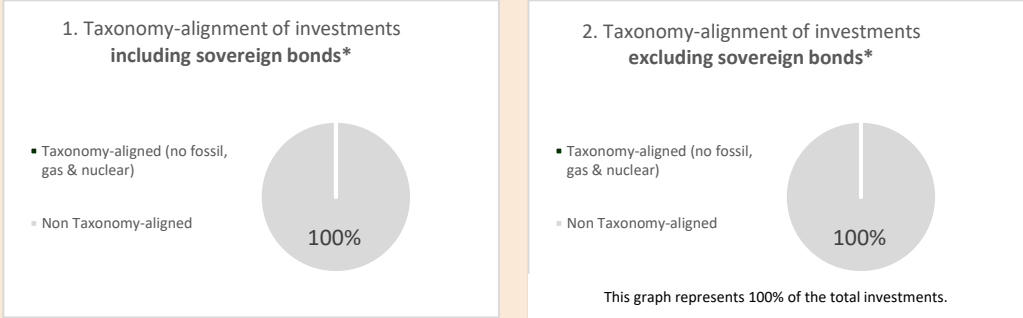 1. Taxonomy-alignment of investments
including sovereign bonds*
Taxonomy-aligned (no fossil,
gas & nuclear)
Non Taxonomy-aligned
100%
2. Taxonomy-alignment of investments
excluding sovereign bonds*
Taxonomy-aligned (no fossil,
gas & nuclear)
Non Taxonomy-aligned
100%
This graph represents 100% of the total investments.